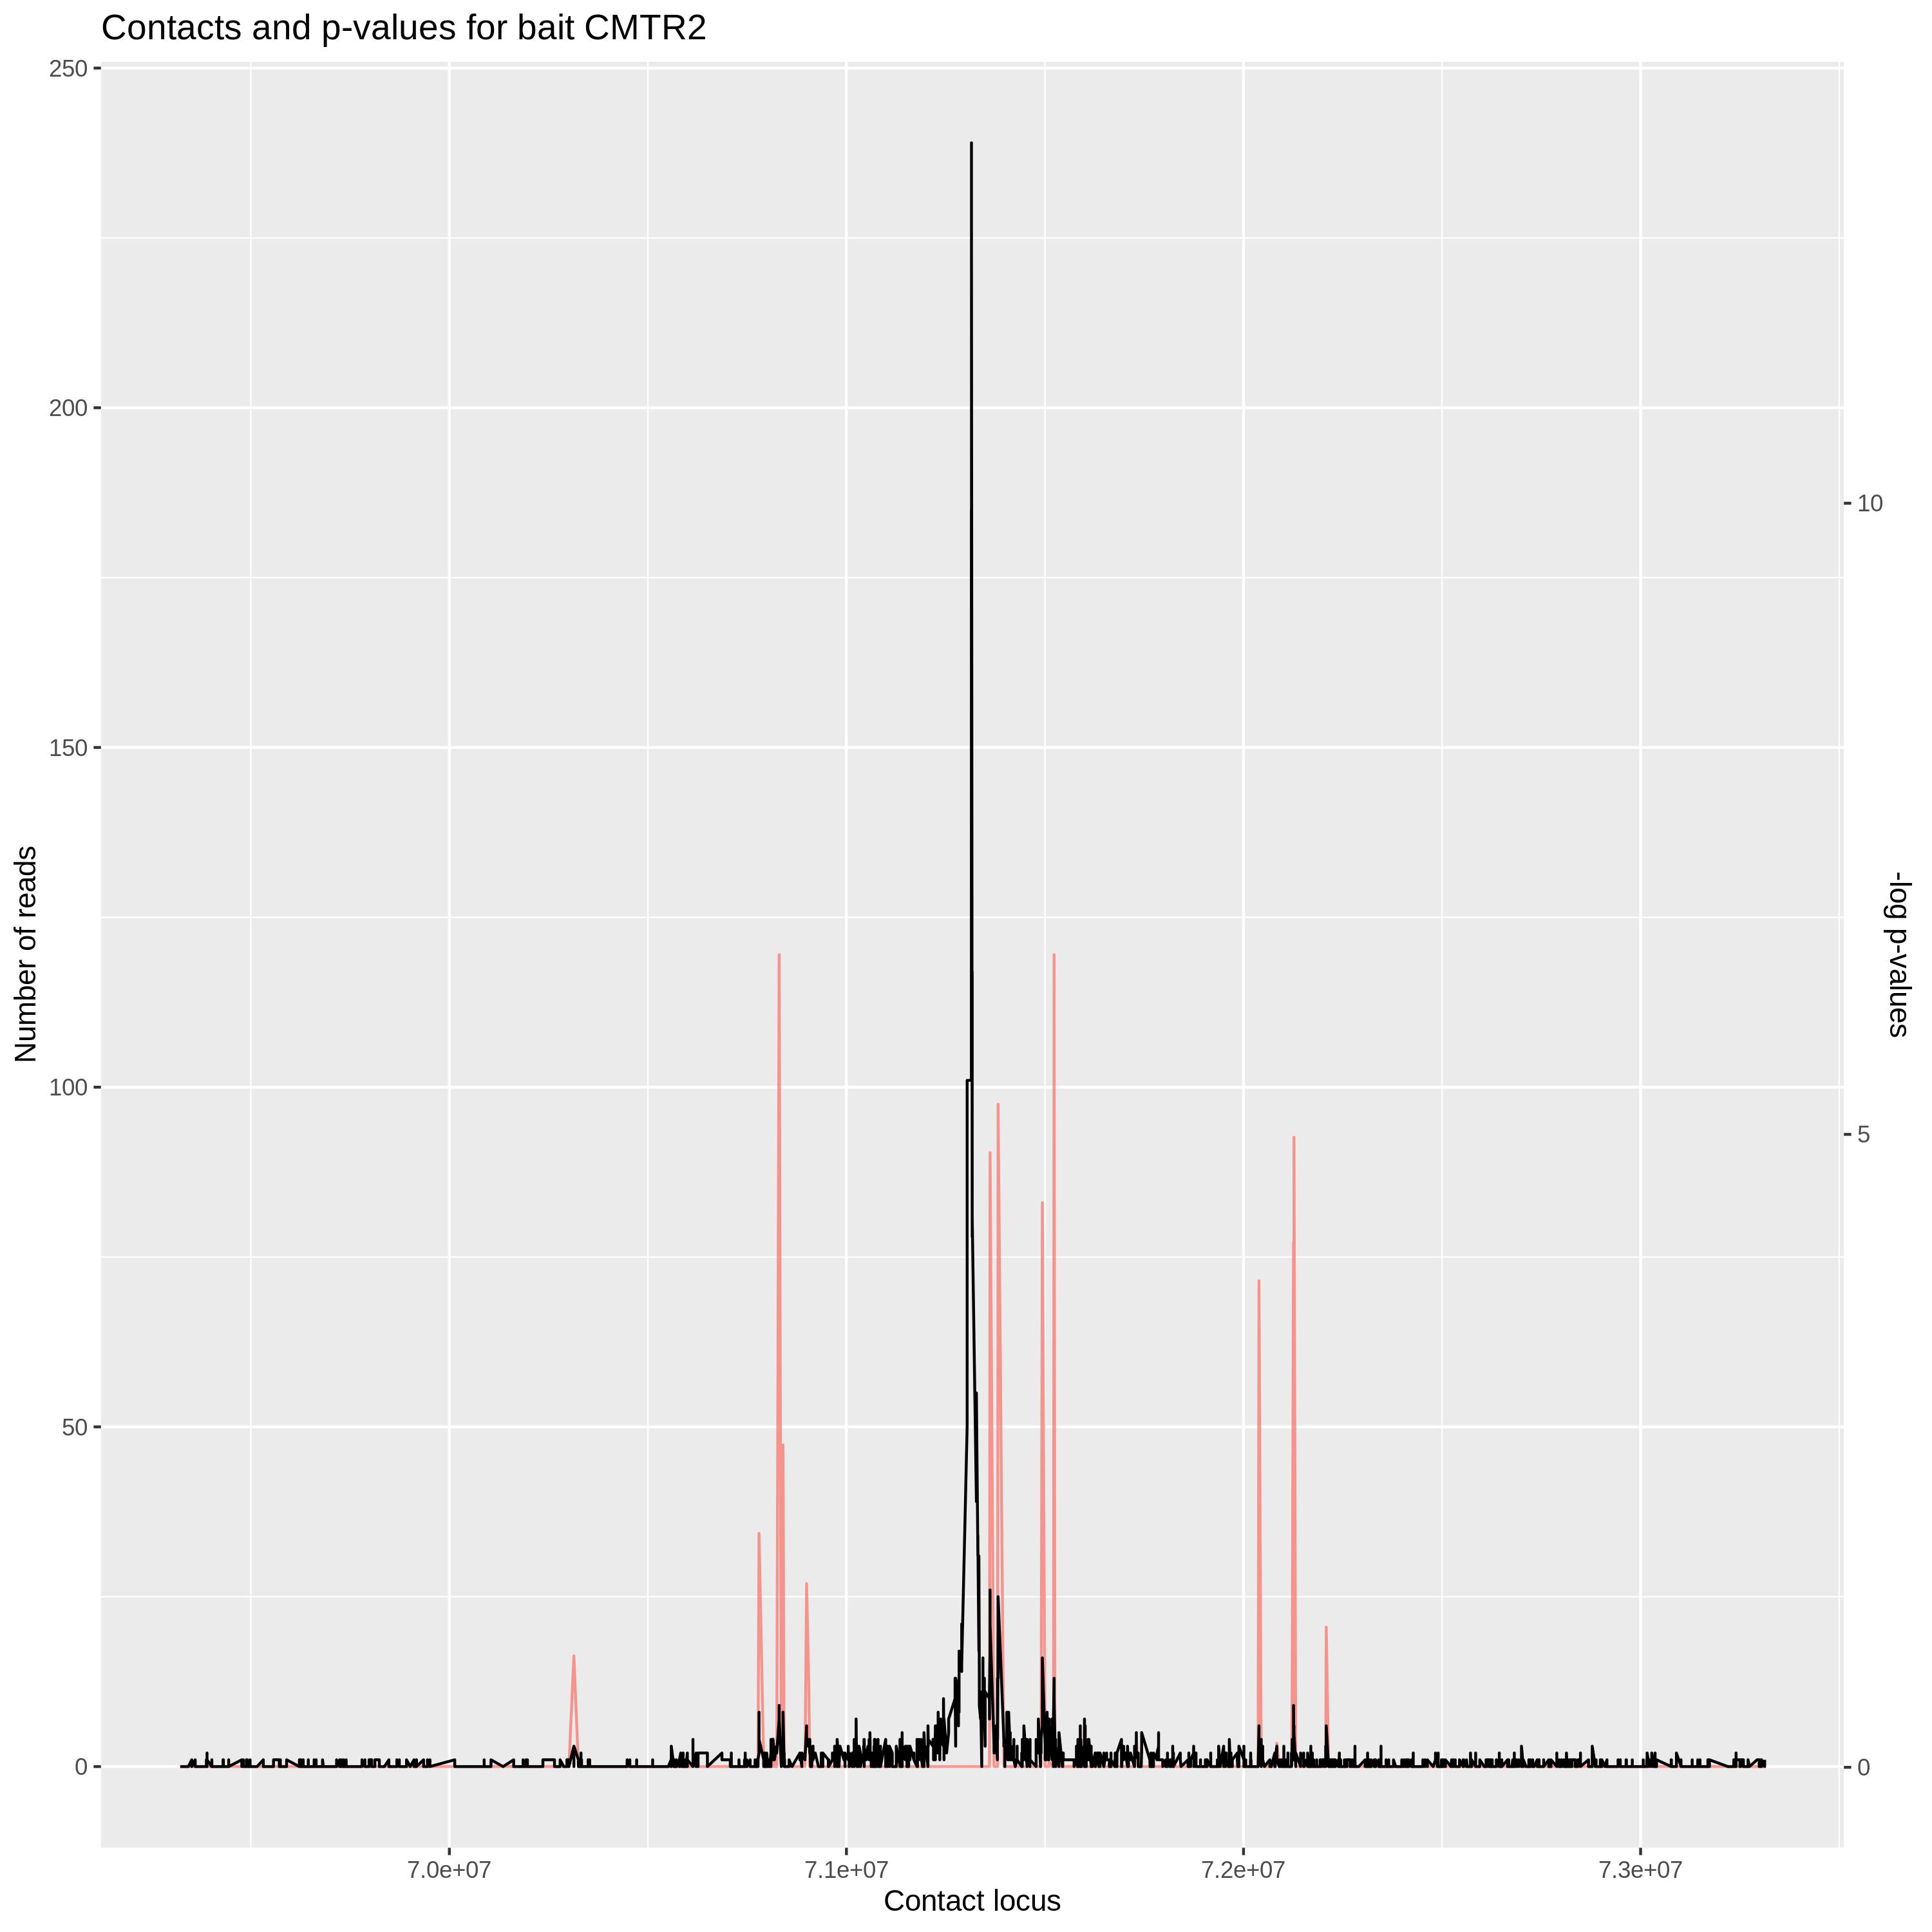 Contacts and p-values for bait CMTR2
250
200
150
100
50
0
Number of reads
10
5
0
-log p-values
7.0e+07
7.1e+07
7.2e+07
7.3e+07
Contact locus